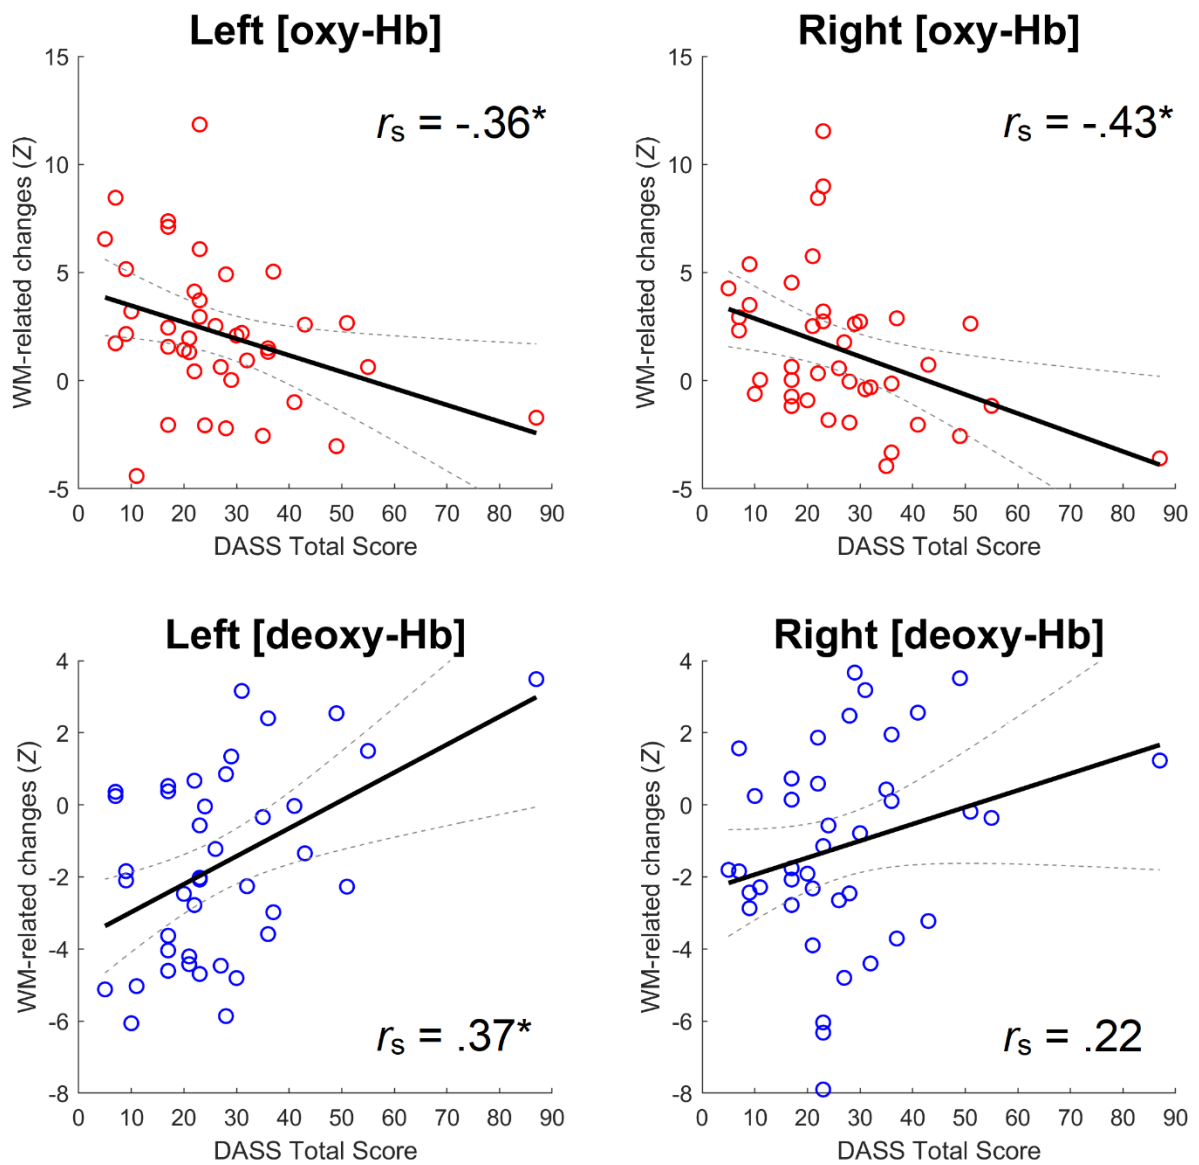 Left [oxy-Hb]
WM-related changes (Z)
15
10
5
0
-5
rs = -.36*
0 10 20 30 40 50 60 70 80 90
DASS Total Score
Right [oxy-Hb]
WM-related changes (Z)
15
10
5
0
-5
rs = -.43*
0 10 20 30 40 50 60 70 80 90
DASS Total Score
Left [deoxy-Hb]
WM-related changes (Z)
4
2
0
-2
-4
-6
-8
rs = .37*
0 10 20 30 40 50 60 70 80 90
DASS Total Score
Right [deoxy-Hb]
WM-related changes (Z)
4
2
0
-2
-4
-6
-8
rs = .22
0 10 20 30 40 50 60 70 80 90
DASS Total Score